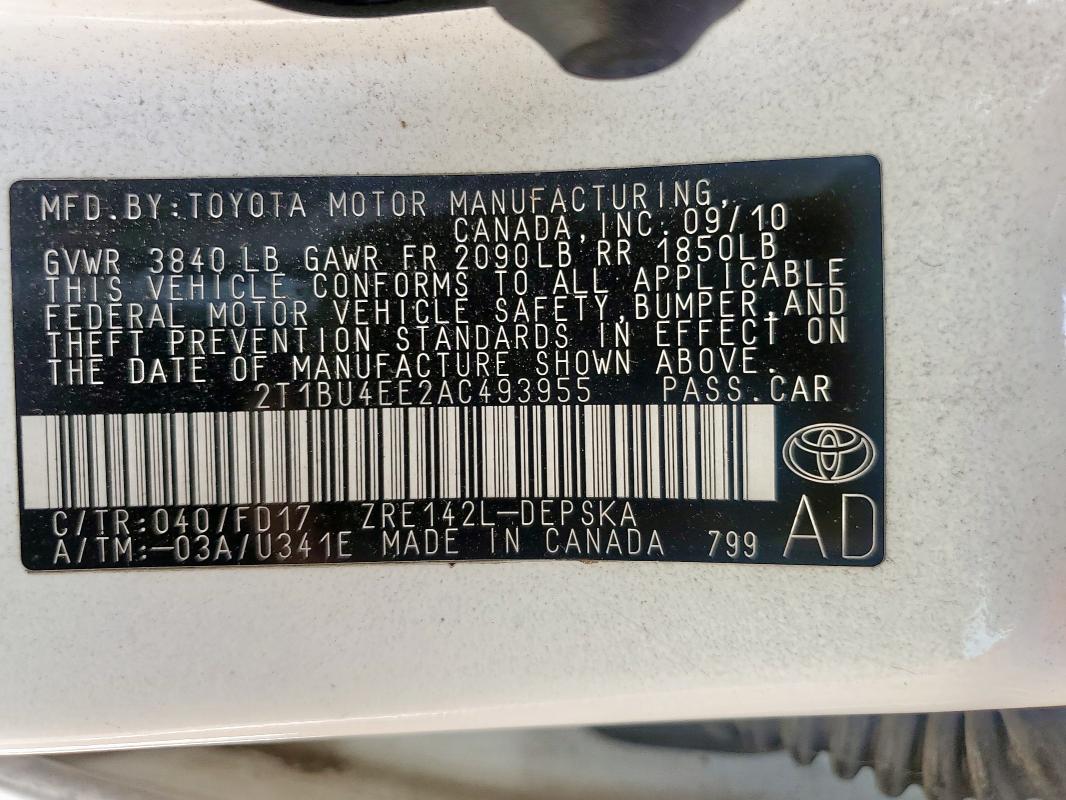 MFD.BY:TOYOTA MOTOR MANUFACTURING,
CANADA, INC. 09/10
GVWR 3840 LB GAWR FR 2090LB RR 1850LB
THIS VEHICLE CONFORMS TO ALL APPLICABLE
FEDERAL MOTOR VEHICLE SAFETY,BUMPER,AND
THEFT PREVENTION STANDARDS IN EFFECT ON
THE DATE OF MANUFACTURE SHOWN ABOVE.
2T1BU4EE2AC493955 PASS.CAR
C/TR:040/FD17 ZRE142L-DEPSKA
A/TM:-03A/U341E MADE IN CANADA 799 AD